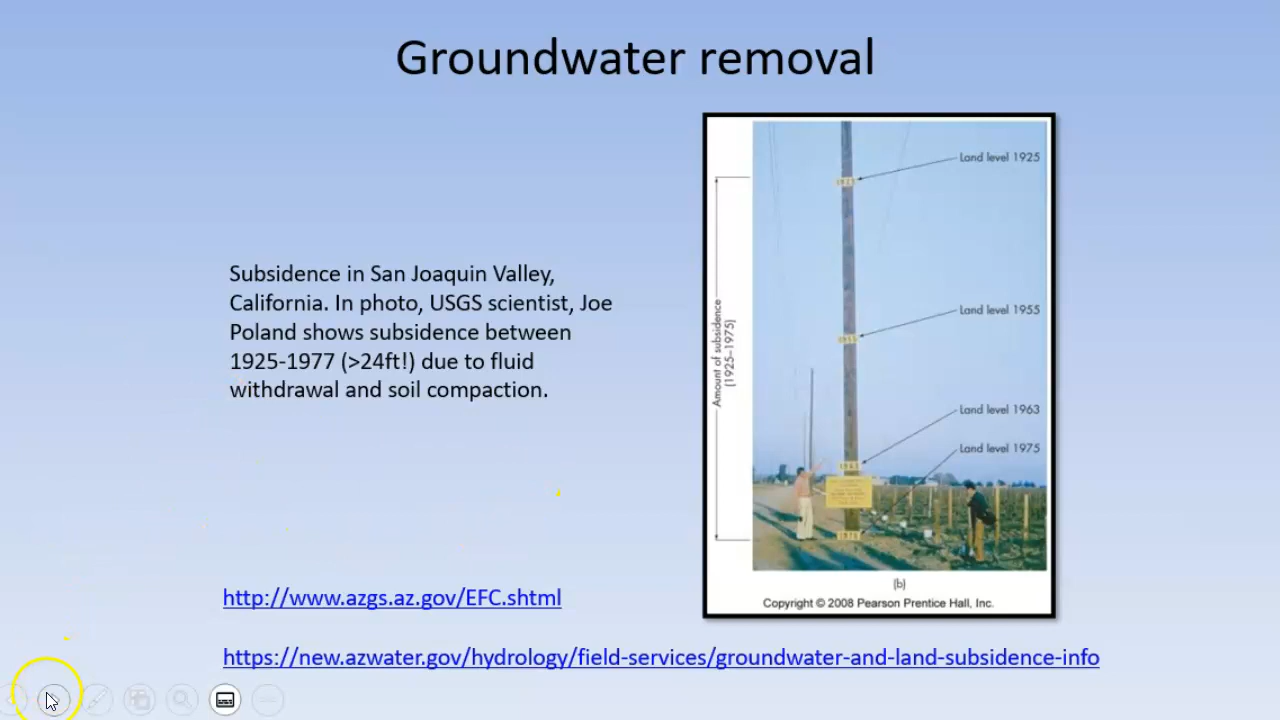 Groundwater removal
Land level 1925
Land level 1955
Subsidence in San Joaquin Valley,
California. In photo, USGS scientist, Joe
Poland shows subsidence between
1925-1977 (>24ft!) due to fluid
withdrawal and soil compaction.
Amount of subsidence
(1925–1975)
Land level 1963
Land level 1975
(b)
Copyright © 2008 Pearson Prentice Hall, Inc.
http://www.azgs.az.gov/EFC.shtml
https://new.azwater.gov/hydrology/field-services/groundwater-and-land-subsidence-info